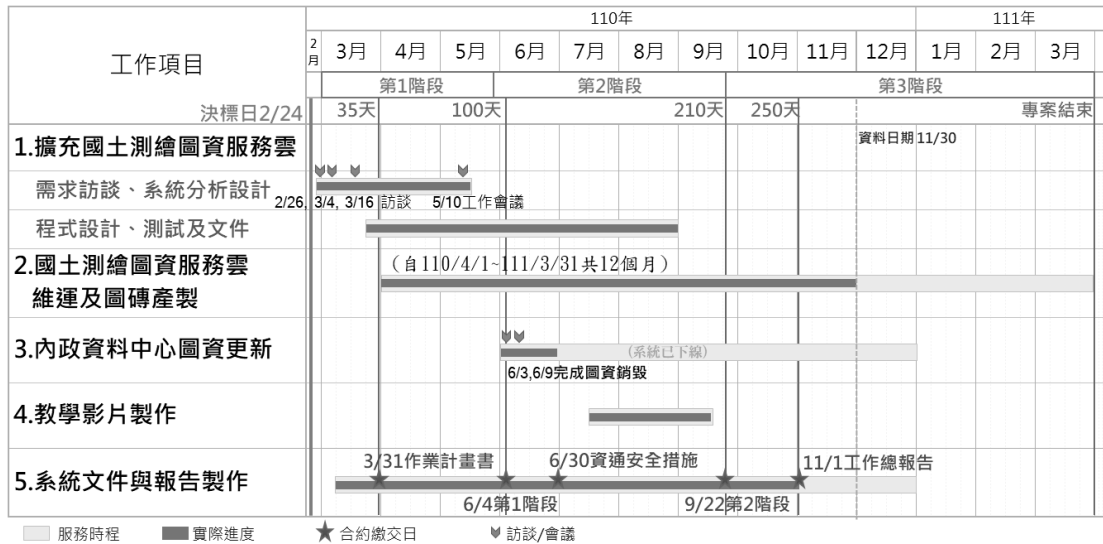 工作項目
110年
111年
2月
3月
4月
5月
6月
7月
8月
9月
10月
11月
12月
1月
2月
3月
第1階段
第2階段
第3階段
決標日2/24
35天
100天
210天
250天
專案結束
1.擴充國土測繪圖資服務雲
資料日期 11/30
需求訪談、系統分析設計
2/26, 3/4, 3/16 訪談
5/10工作會議
程式設計、測試及文件
2.國土測繪圖資服務雲
維運及圖磚產製
(自110/4/1~111/3/31共12個月)
3.內政資料中心圖資更新
(系統已下線)
6/3,6/9完成圖資銷毀
4.教學影片製作
5.系統文件與報告製作
3/31作業計畫書
6/30資通安全措施
11/1工作總報告
6/4第1階段
9/22第2階段
服務時程
實際進度
合約繳交日
訪談/會議